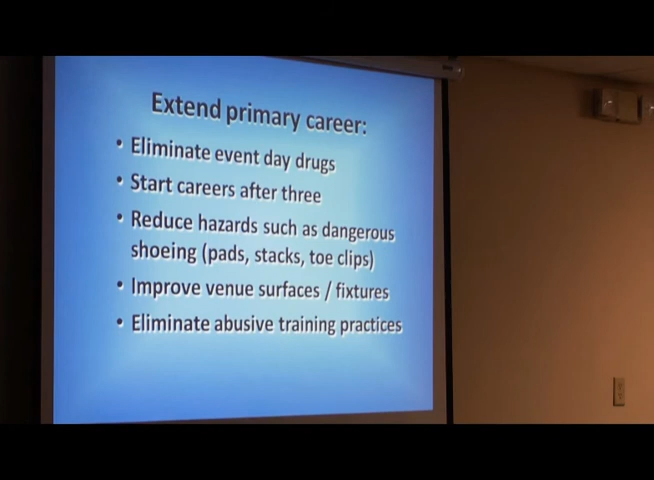 Extend primary career:
• Eliminate event day drugs
• Start careers after three
• Reduce hazards such as dangerous
shoeing (pads, stacks, toe clips)
• Improve venue surfaces / fixtures
• Eliminate abusive training practices